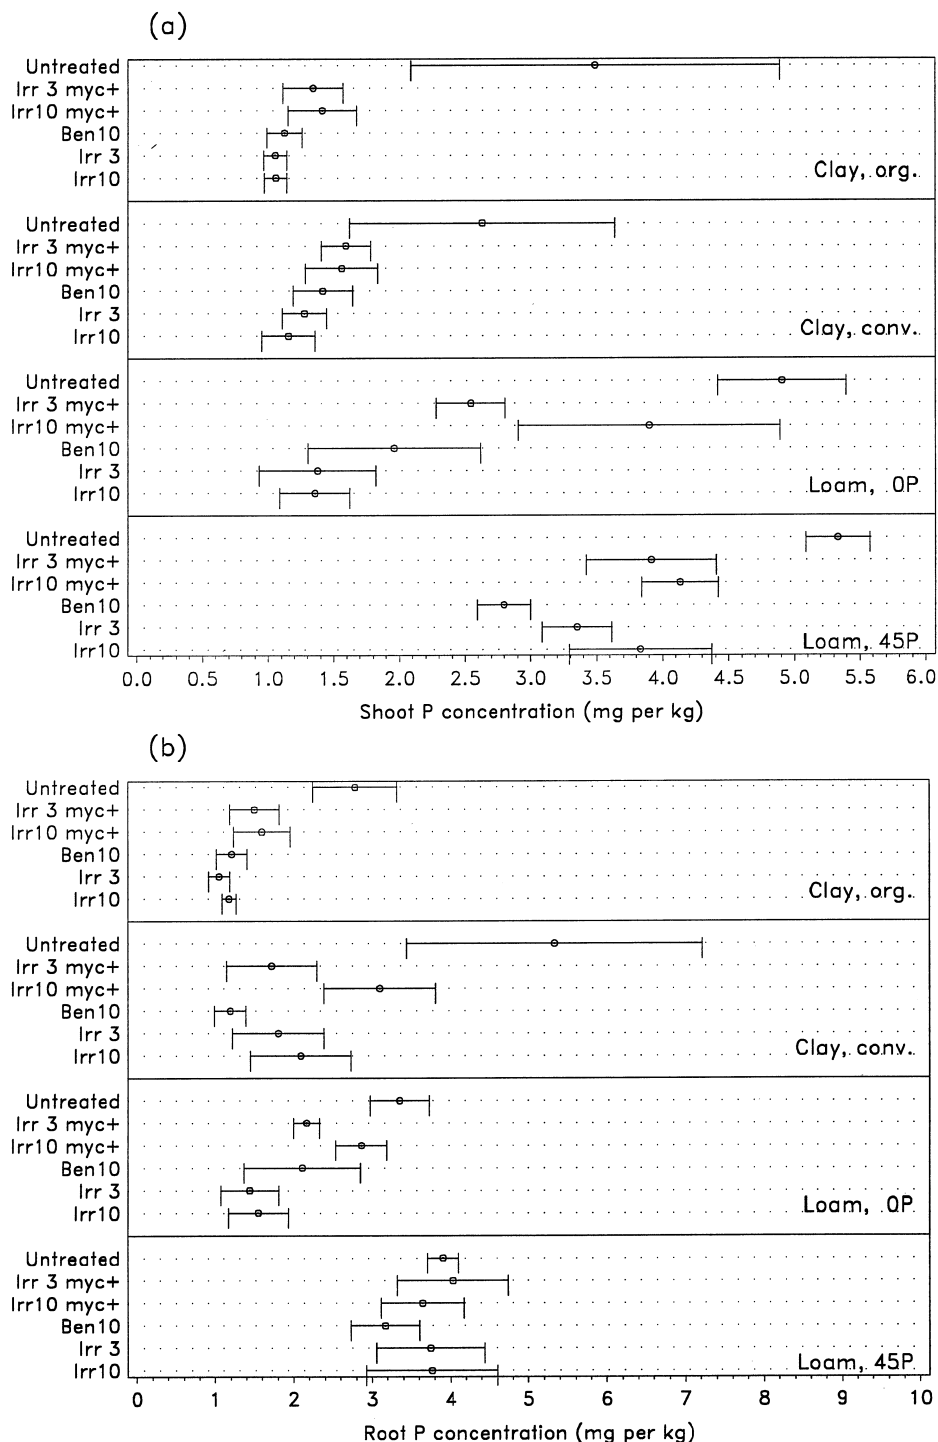 (a)
Untreated
Irr 3 myc+
Irr10 myc+
Ben10
Irr 3
Irr10
Clay, org.
Untreated
Irr 3 myc+
Irr10 myc+
Ben10
Irr 3
Irr10
Clay, conv.
Untreated
Irr 3 myc+
Irr10 myc+
Ben10
Irr 3
Irr10
Loam, 0P
Untreated
Irr 3 myc+
Irr10 myc+
Ben10
Irr 3
Irr10
Loam, 45P
0.0 0.5 1.0 1.5 2.0 2.5 3.0 3.5 4.0 4.5 5.0 5.5 6.0
Shoot P concentration (mg per kg)
(b)
Untreated
Irr 3 myc+
Irr10 myc+
Ben10
Irr 3
Irr10
Clay, org.
Untreated
Irr 3 myc+
Irr10 myc+
Ben10
Irr 3
Irr10
Clay, conv.
Untreated
Irr 3 myc+
Irr10 myc+
Ben10
Irr 3
Irr10
Loam, 0P
Untreated
Irr 3 myc+
Irr10 myc+
Ben10
Irr 3
Irr10
Loam, 45P
0 1 2 3 4 5 6 7 8 9 10
Root P concentration (mg per kg)